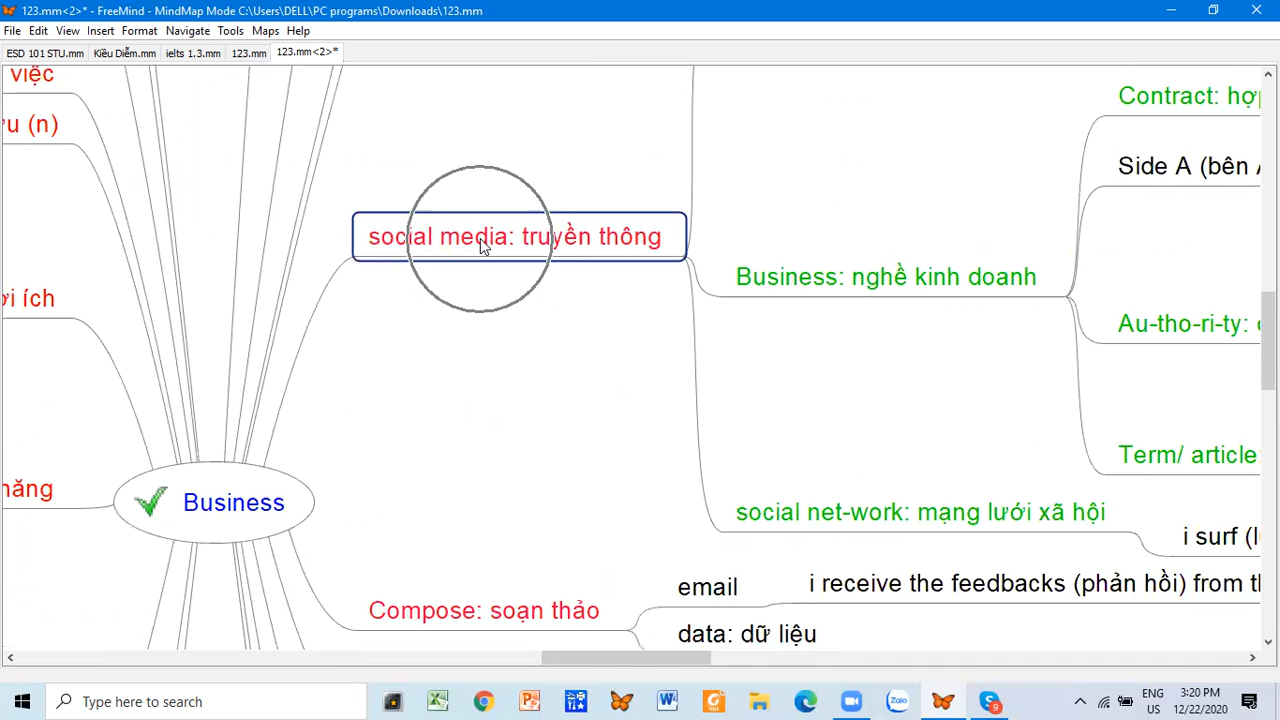 123.mm<2>* - FreeMind - MindMap Mode C:\Users\DELL\PC programs\Downloads\123.mm
File Edit View Insert Format Navigate Tools Maps Help
ESD 101 STU.mm Kiều Diễm.mm ielts 1.3.mm 123.mm 123.mm<2>*
việc
Contract:
(n)
Side A (bên
social media: truyền thông
Business: nghề kinh doanh
ích
Au-tho-ri-ty:
Term/ article
Business
social net-work: mạng lưới xã hội
i surf
email
i receive the feedbacks (phản hồi) from
Compose: soạn thảo
data: dữ liệu
Type here to search
ENG
US
3:20 PM
12/22/2020
Zalo
9